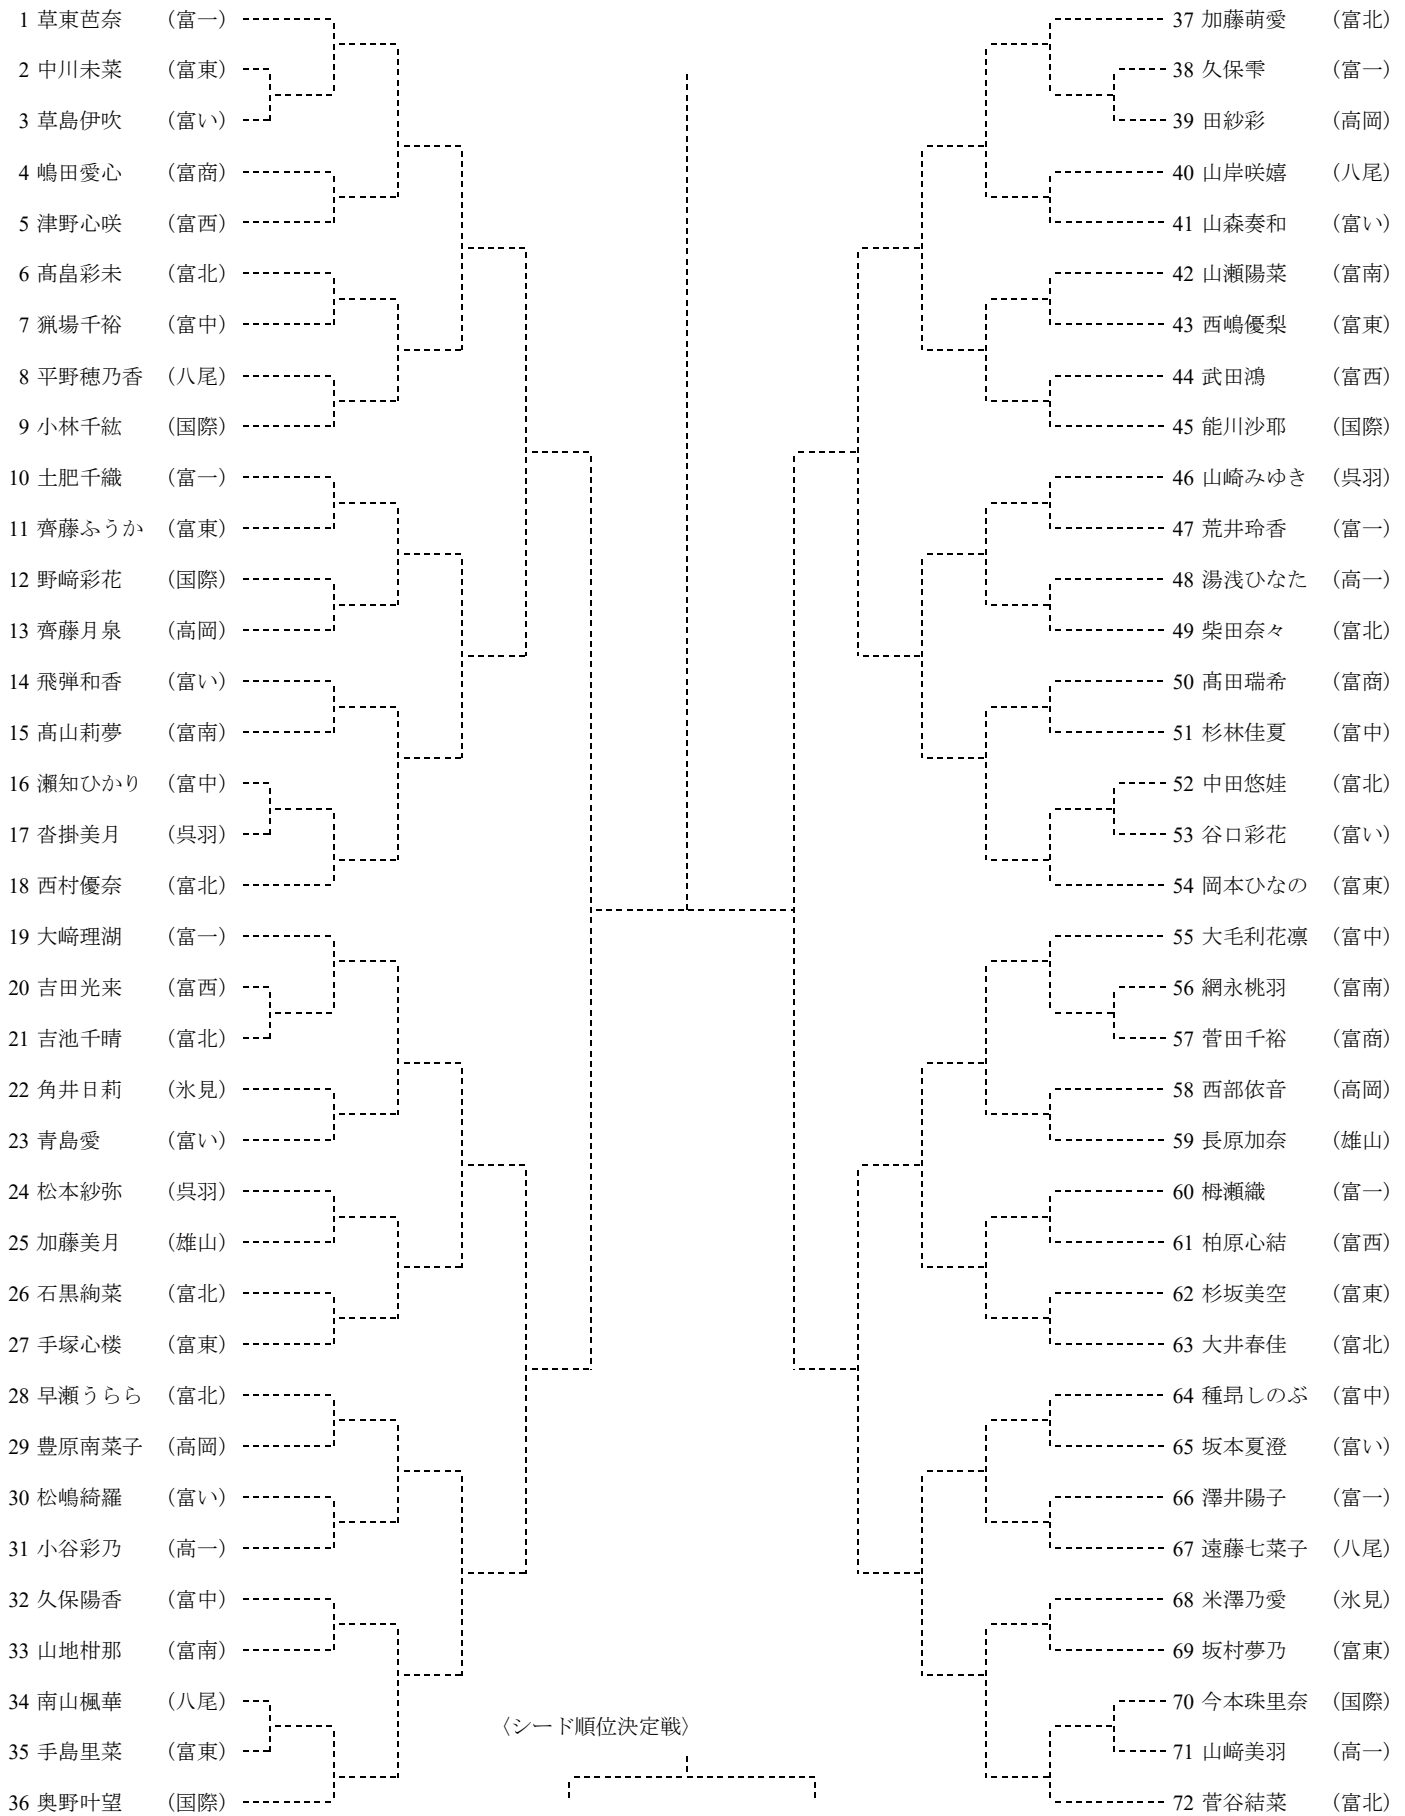 1 草東芭奈 （富一）
2 中川未菜 （富東）
3 草島伊吹 （富い）
4 嶋田愛心 （富商）
5 津野心咲 （富西）
6 髙畠彩未 （富北）
7 猟場千裕 （富中）
8 平野穂乃香 （八尾）
9 小林千紘 （国際）
10 土肥千織 （富一）
11 齊藤ふうか （富東）
12 野﨑彩花 （国際）
13 齊藤月泉 （高岡）
14 飛弾和香 （富い）
15 髙山莉夢 （富南）
16 瀬知ひかり （富中）
17 沓掛美月 （呉羽）
18 西村優奈 （富北）
19 大﨑理湖 （富一）
20 吉田光来 （富西）
21 吉池千晴 （富北）
22 角井日莉 （氷見）
23 青島愛 （富い）
24 松本紗弥 （呉羽）
25 加藤美月 （雄山）
26 石黒絢菜 （富北）
27 手塚心楼 （富東）
28 早瀬うらら （富北）
29 豊原南菜子 （高岡）
30 松嶋綺羅 （富い）
31 小谷彩乃 （高一）
32 久保陽香 （富中）
33 山地柑那 （富南）
34 南山楓華 （八尾）
35 手島里菜 （富東）
36 奥野叶望 （国際）
〈シード順位決定戦〉
37 加藤萌愛 （富北）
38 久保雫 （富一）
39 田紗彩 （高岡）
40 山岸咲嬉 （八尾）
41 山森奏和 （富い）
42 山瀬陽菜 （富南）
43 西嶋優梨 （富東）
44 武田鴻 （富西）
45 能川沙耶 （国際）
46 山崎みゆき （呉羽）
47 荒井玲香 （富一）
48 湯浅ひなた （高一）
49 柴田奈々 （富北）
50 髙田瑞希 （富商）
51 杉林佳夏 （富中）
52 中田悠娃 （富北）
53 谷口彩花 （富い）
54 岡本ひなの （富東）
55 大毛利花凛 （富中）
56 網永桃羽 （富南）
57 菅田千裕 （富商）
58 西部依音 （高岡）
59 長原加奈 （雄山）
60 栂瀬織 （富一）
61 柏原心結 （富西）
62 杉坂美空 （富東）
63 大井春佳 （富北）
64 種昂しのぶ （富中）
65 坂本夏澄 （富い）
66 澤井陽子 （富一）
67 遠藤七菜子 （八尾）
68 米澤乃愛 （氷見）
69 坂村夢乃 （富東）
70 今本珠里奈 （国際）
71 山﨑美羽 （高一）
72 菅谷結菜 （富北）